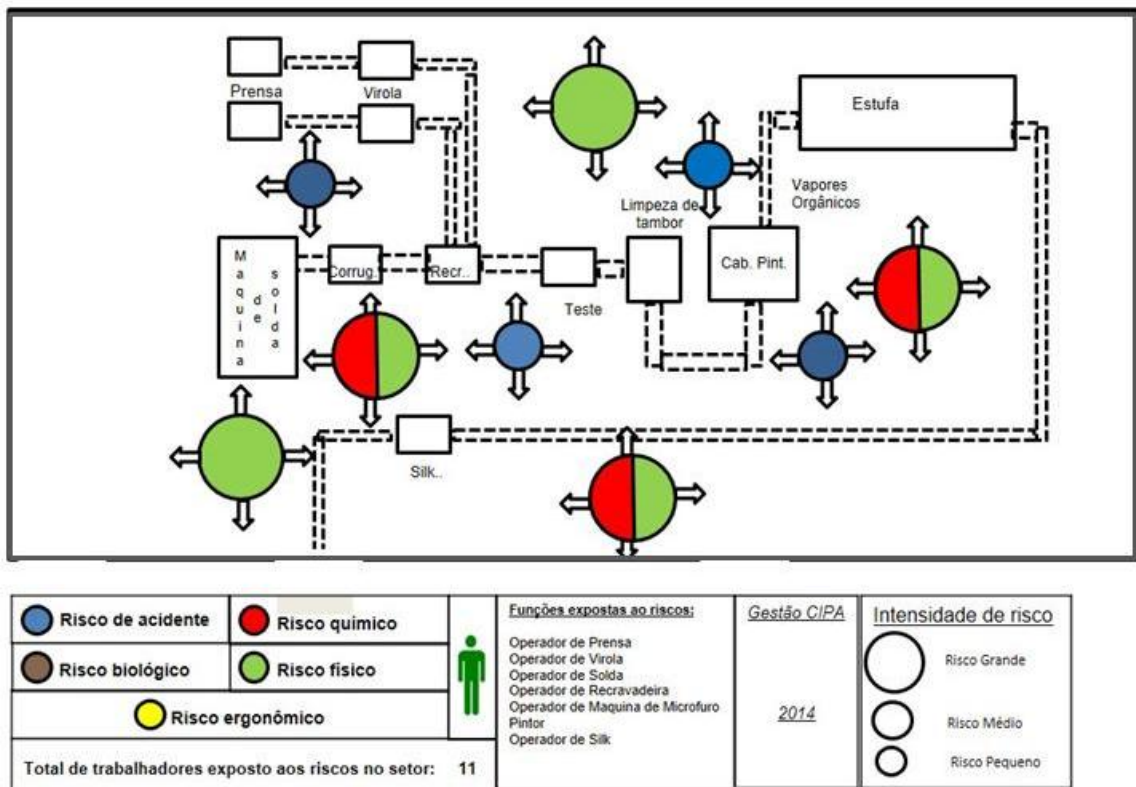 Prensa
Virola
Estufa
Vapores
Orgânicos
Limpeza de
tambor
Maquina
de
solda
Corrug.
Recr..
Teste
Cab. Pint.
Silk..
Risco de acidente
Risco químico
Risco biológico
Risco físico
Risco ergonômico
Total de trabalhadores exposto aos riscos no setor: 11
Funções expostas ao riscos:
Operador de Prensa
Operador de Virola
Operador de Solda
Operador de Recravadeira
Operador de Maquina de Microfuro
Pintor
Operador de Silk
Gestão CIPA
2014
Intensidade de risco
Risco Grande
Risco Médio
Risco Pequeno